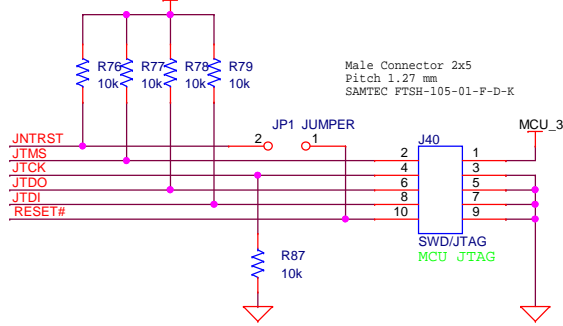 R76 R77 R78 R79
10k 10k 10k 10k
Male Connector 2x5
Pitch 1.27 mm
SAMTEC FTSH-105-01-F-D-K
MCU_3
JNTRST
2
JP1 JUMPER
1
J40
JTMS
2 1
JTCK
4 3
JTDO
6 5
JTDI
8 7
RESET#
10 9
SWD/JTAG
MCU JTAG
R87
10k